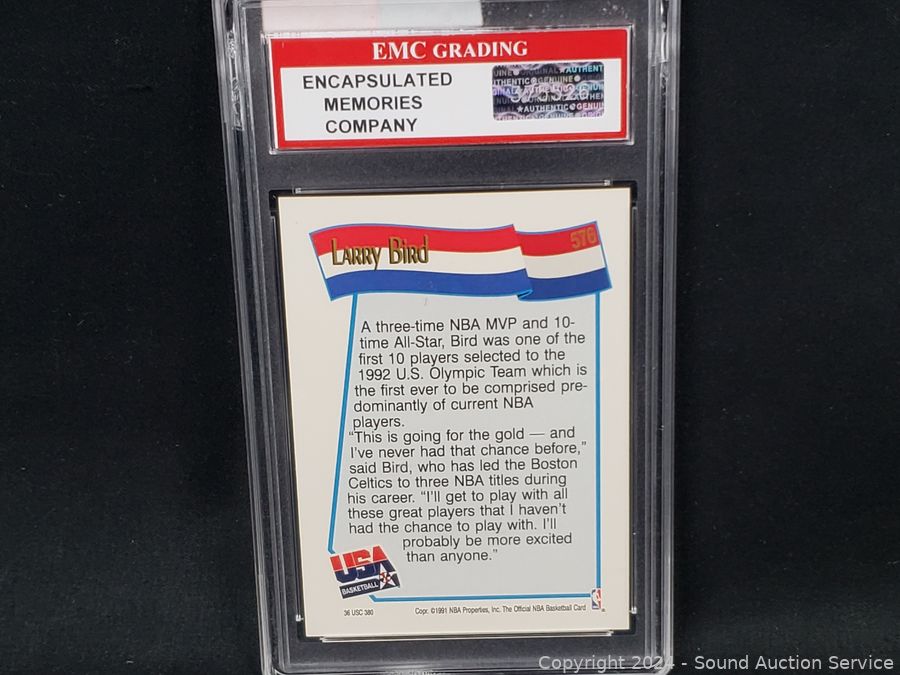 EMC GRADING
ENCAPSULATED
MEMORIES
COMPANY
Larry Bird
576
A three-time NBA MVP and 10-
time All-Star, Bird was one of the
first 10 players selected to the
1992 U.S. Olympic Team which is
the first ever to be comprised pre-
dominantly of current NBA
players.
"This is going for the gold — and
I've never had that chance before,"
said Bird, who has led the Boston
Celtics to three NBA titles during
his career. "I'll get to play with all
these great players that I haven't
had the chance to play with. I'll
probably be more excited
than anyone."
USA
BASKETBALL
36 USC 380
Copr. ©1991 NBA Properties, Inc. The Official NBA Basketball Card
Copyright 2024 - Sound Auction Service